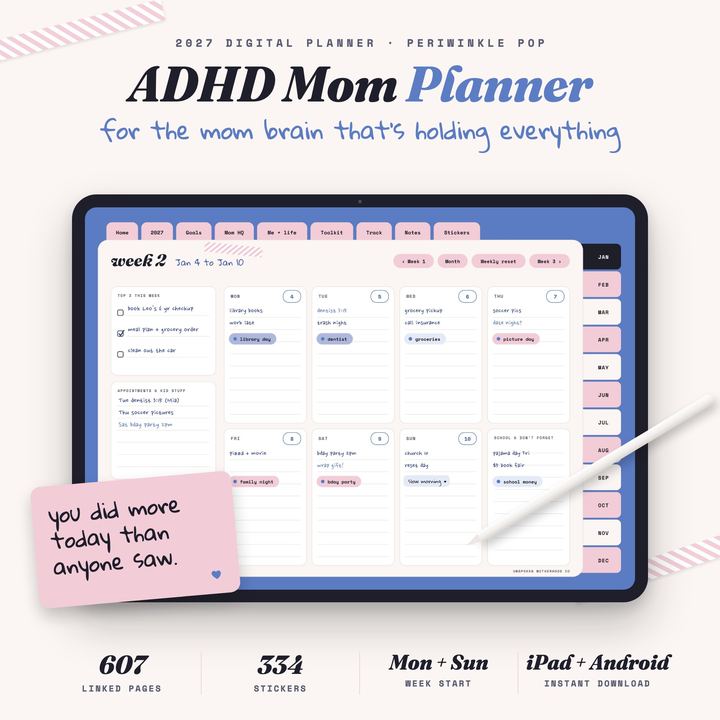 2027 DIGITAL PLANNER · PERIWINKLE POP
ADHD Mom Planner
for the mom brain that's holding everything
Home 2027 Goals Mom HQ Me + life Toolkit Track Notes Stickers
week 2 Jan 4 to Jan 10
‹ Week 1 Month Weekly reset Week 3 ›
TOP 3 THIS WEEK
book Leo's 6 yr checkup
meal plan + grocery order
clean out the car
APPOINTMENTS & KID STUFF
Tue dentist 3:15 (Mia)
Thu soccer pictures
Sat bday party 2pm
MON 4
library books
work late
library day
TUE 5
dentist 3:15
trash night
dentist
WED 6
grocery pickup
call insurance
groceries
THU 7
soccer pics
date night?
picture day
FRI 8
pizza + movie
family night
SAT 9
bday party 2pm
wrap gift!
bday party
SUN 10
church 10
reset day
Slow morning
SCHOOL & DON'T FORGET
pajama day Fri
$5 book fair
school money
UNSPOKEN MOTHERHOOD CO
JAN
FEB
MAR
APR
MAY
JUN
JUL
AUG
SEP
OCT
NOV
DEC
you did more
today than
anyone saw.
607
LINKED PAGES
334
STICKERS
Mon + Sun
WEEK START
iPad + Android
INSTANT DOWNLOAD